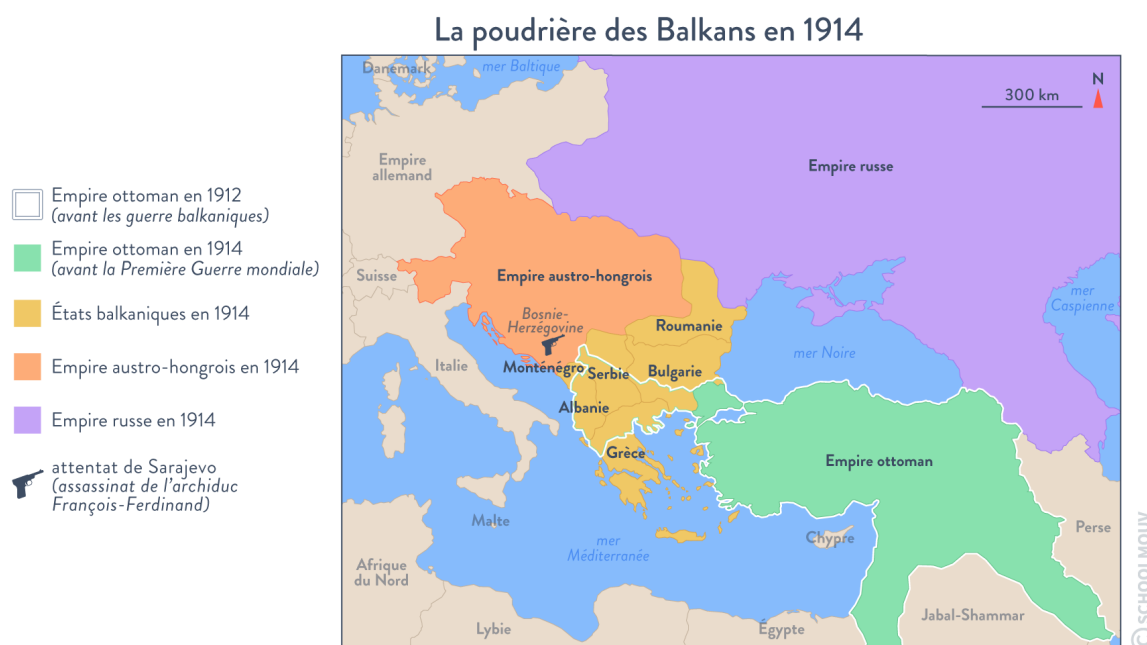 La poudrière des Balkans en 1914
Empire ottoman en 1912
(avant les guerre balkaniques)
Empire ottoman en 1914
(avant la Première Guerre mondiale)
États balkaniques en 1914
Empire austro-hongrois en 1914
Empire russe en 1914
attentat de Sarajevo
(assassinat de l'archiduc
François-Ferdinand)
Danemark
mer Baltique
N
300 km
Empire
allemand
Empire russe
Suisse
Empire austro-hongrois
mer
Caspienne
Bosnie-
Herzégovine
Roumanie
mer Noire
Italie
Monténégro
Serbie
Bulgarie
Albanie
Grèce
Empire ottoman
Malte
mer
Méditerranée
Chypre
Perse
Afrique
du Nord
Lybie
Égypte
Jabal-Shammar
© SCHOOLMOUV